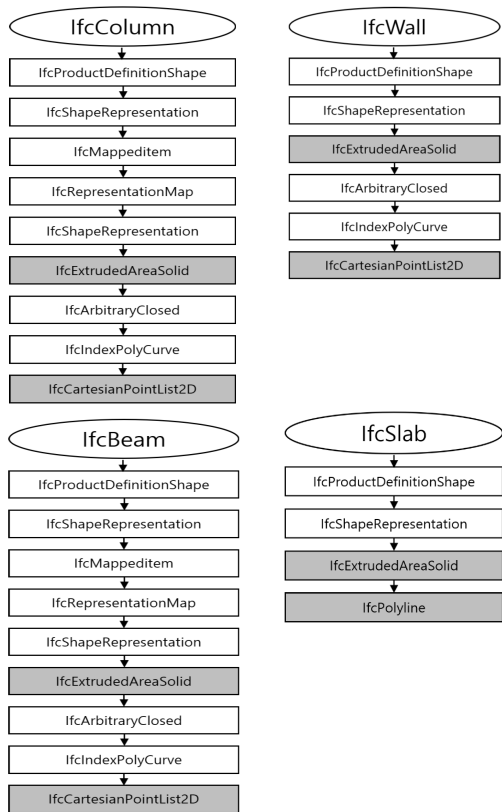 IfcColumn
IfcProductDefinitionShape
IfcShapeRepresentation
IfcMappeditem
IfcRepresentationMap
IfcShapeRepresentation
IfcExtrudedAreaSolid
IfcArbitraryClosed
IfcIndexPolyCurve
IfcCartesianPointList2D
IfcWall
IfcProductDefinitionShape
IfcShapeRepresentation
IfcExtrudedAreaSolid
IfcArbitraryClosed
IfcIndexPolyCurve
IfcCartesianPointList2D
IfcBeam
IfcProductDefinitionShape
IfcShapeRepresentation
IfcMappeditem
IfcRepresentationMap
IfcShapeRepresentation
IfcExtrudedAreaSolid
IfcArbitraryClosed
IfcIndexPolyCurve
IfcCartesianPointList2D
IfcSlab
IfcProductDefinitionShape
IfcShapeRepresentation
IfcExtrudedAreaSolid
IfcPolyline